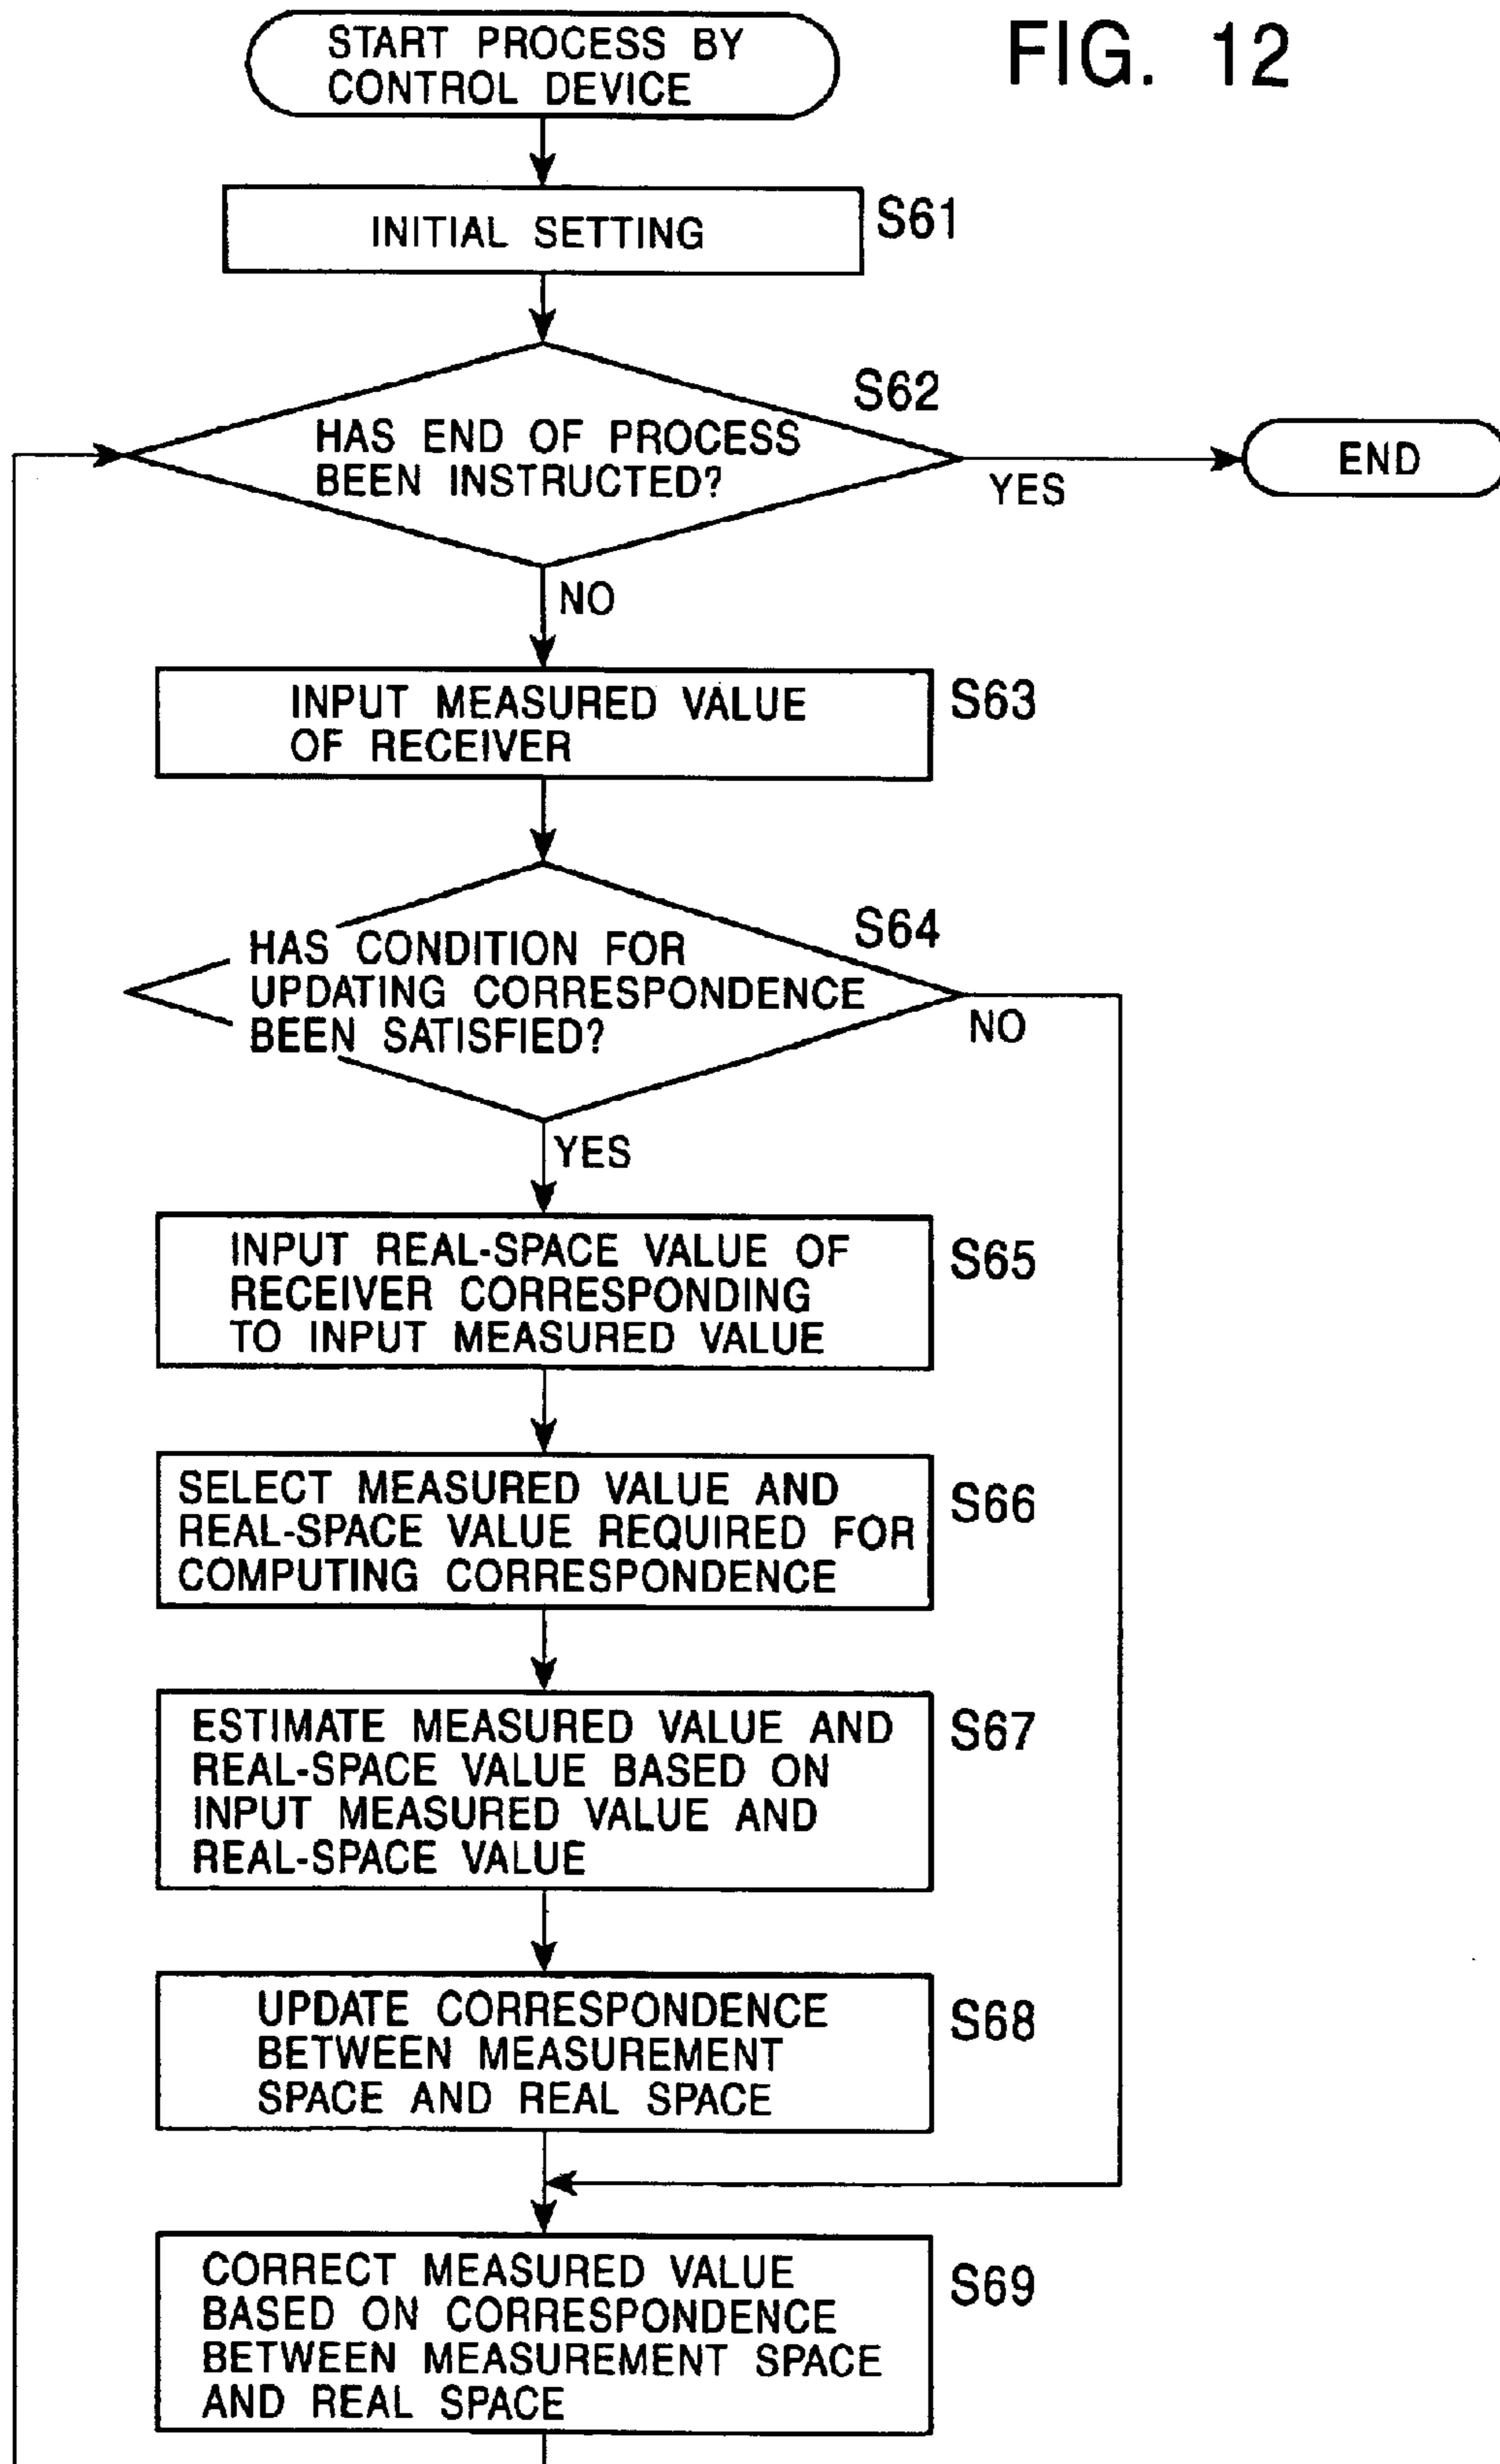 FIG. 12
START PROCESS BY
CONTROL DEVICE
INITIAL SETTING
S61
S62
HAS END OF PROCESS
BEEN INSTRUCTED?
YES
END
NO
INPUT MEASURED VALUE
OF RECEIVER
S63
S64
HAS CONDITION FOR
UPDATING CORRESPONDENCE
BEEN SATISFIED?
NO
YES
INPUT REAL-SPACE VALUE OF
RECEIVER CORRESPONDING
TO INPUT MEASURED VALUE
S65
SELECT MEASURED VALUE AND
REAL-SPACE VALUE REQUIRED FOR
COMPUTING CORRESPONDENCE
S66
ESTIMATE MEASURED VALUE AND
REAL-SPACE VALUE BASED ON
INPUT MEASURED VALUE AND
REAL-SPACE VALUE
S67
UPDATE CORRESPONDENCE
BETWEEN MEASUREMENT
SPACE AND REAL SPACE
S68
CORRECT MEASURED VALUE
BASED ON CORRESPONDENCE
BETWEEN MEASUREMENT SPACE
AND REAL SPACE
S69